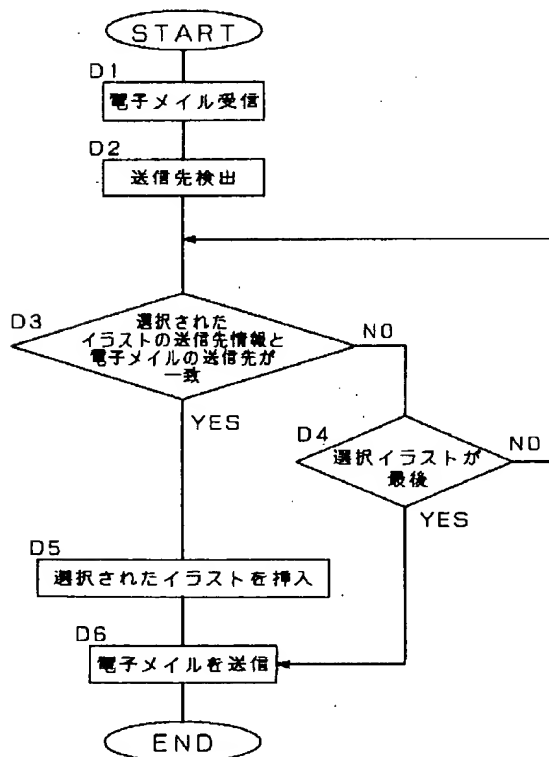 START
D1
電子メイル受信
D2
送信先検出
D3
選択された
イラストの送信先情報と
電子メイルの送信先が
一致
NO
YES
D4
選択イラストが
最後
NO
YES
D5
選択されたイラストを挿入
D6
電子メイルを送信
END